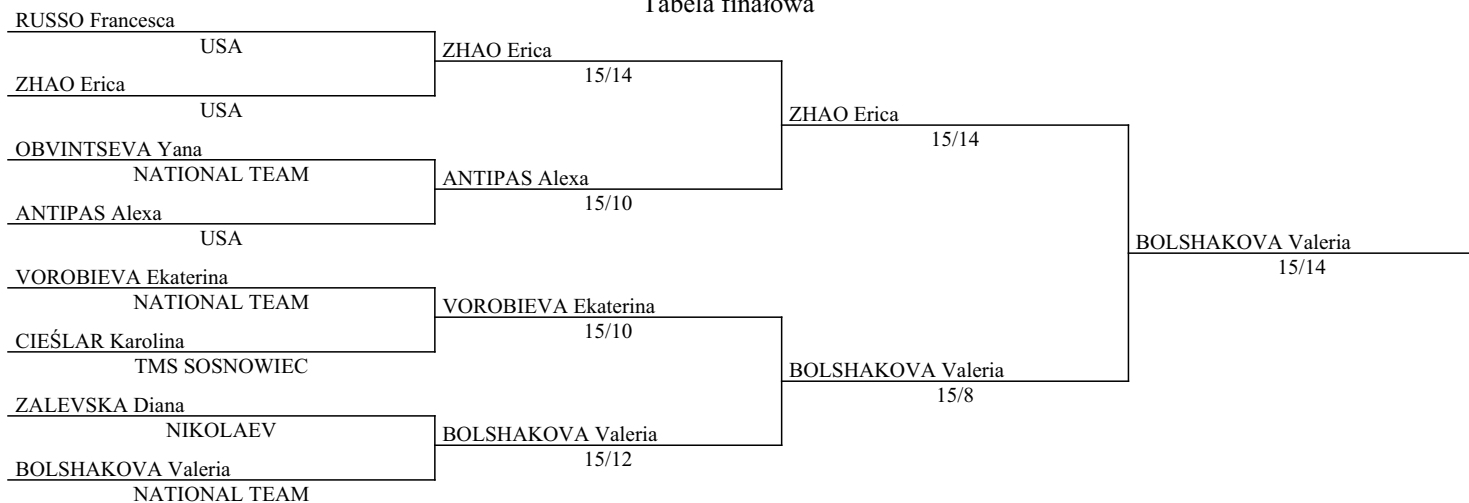 Tabela finałowa
RUSSO Francesca
USA
ZHAO Erica
15/14
ZHAO Erica
USA
ZHAO Erica
15/14
OBVINTSEVA Yana
NATIONAL TEAM
ANTIPAS Alexa
15/10
ANTIPAS Alexa
USA
BOLSHAKOVA Valeria
15/14
VOROBIEVA Ekaterina
NATIONAL TEAM
VOROBIEVA Ekaterina
15/10
CIEŚLAR Karolina
TMS SOSNOWIEC
BOLSHAKOVA Valeria
15/8
ZALEVSKA Diana
NIKOLAEV
BOLSHAKOVA Valeria
15/12
BOLSHAKOVA Valeria
NATIONAL TEAM